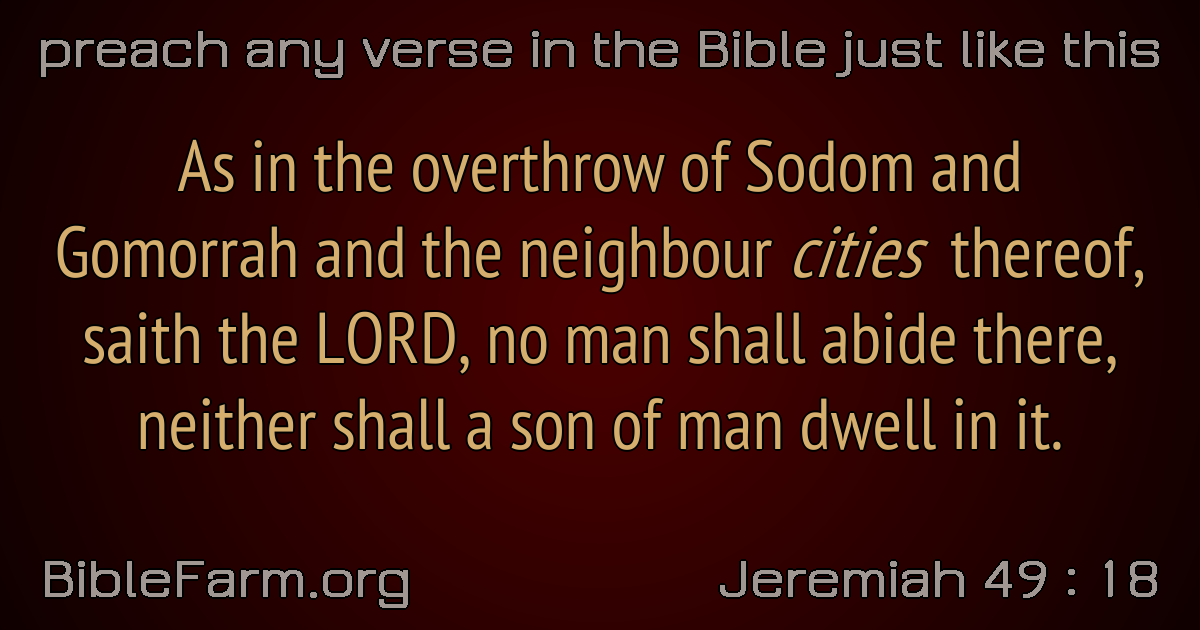 preach any verse in the Bible just like this
As in the overthrow of Sodom and
Gomorrah and the neighbour cities thereof,
saith the LORD, no man shall abide there,
neither shall a son of man dwell in it.
BibleFarm.org
Jeremiah 49 : 18